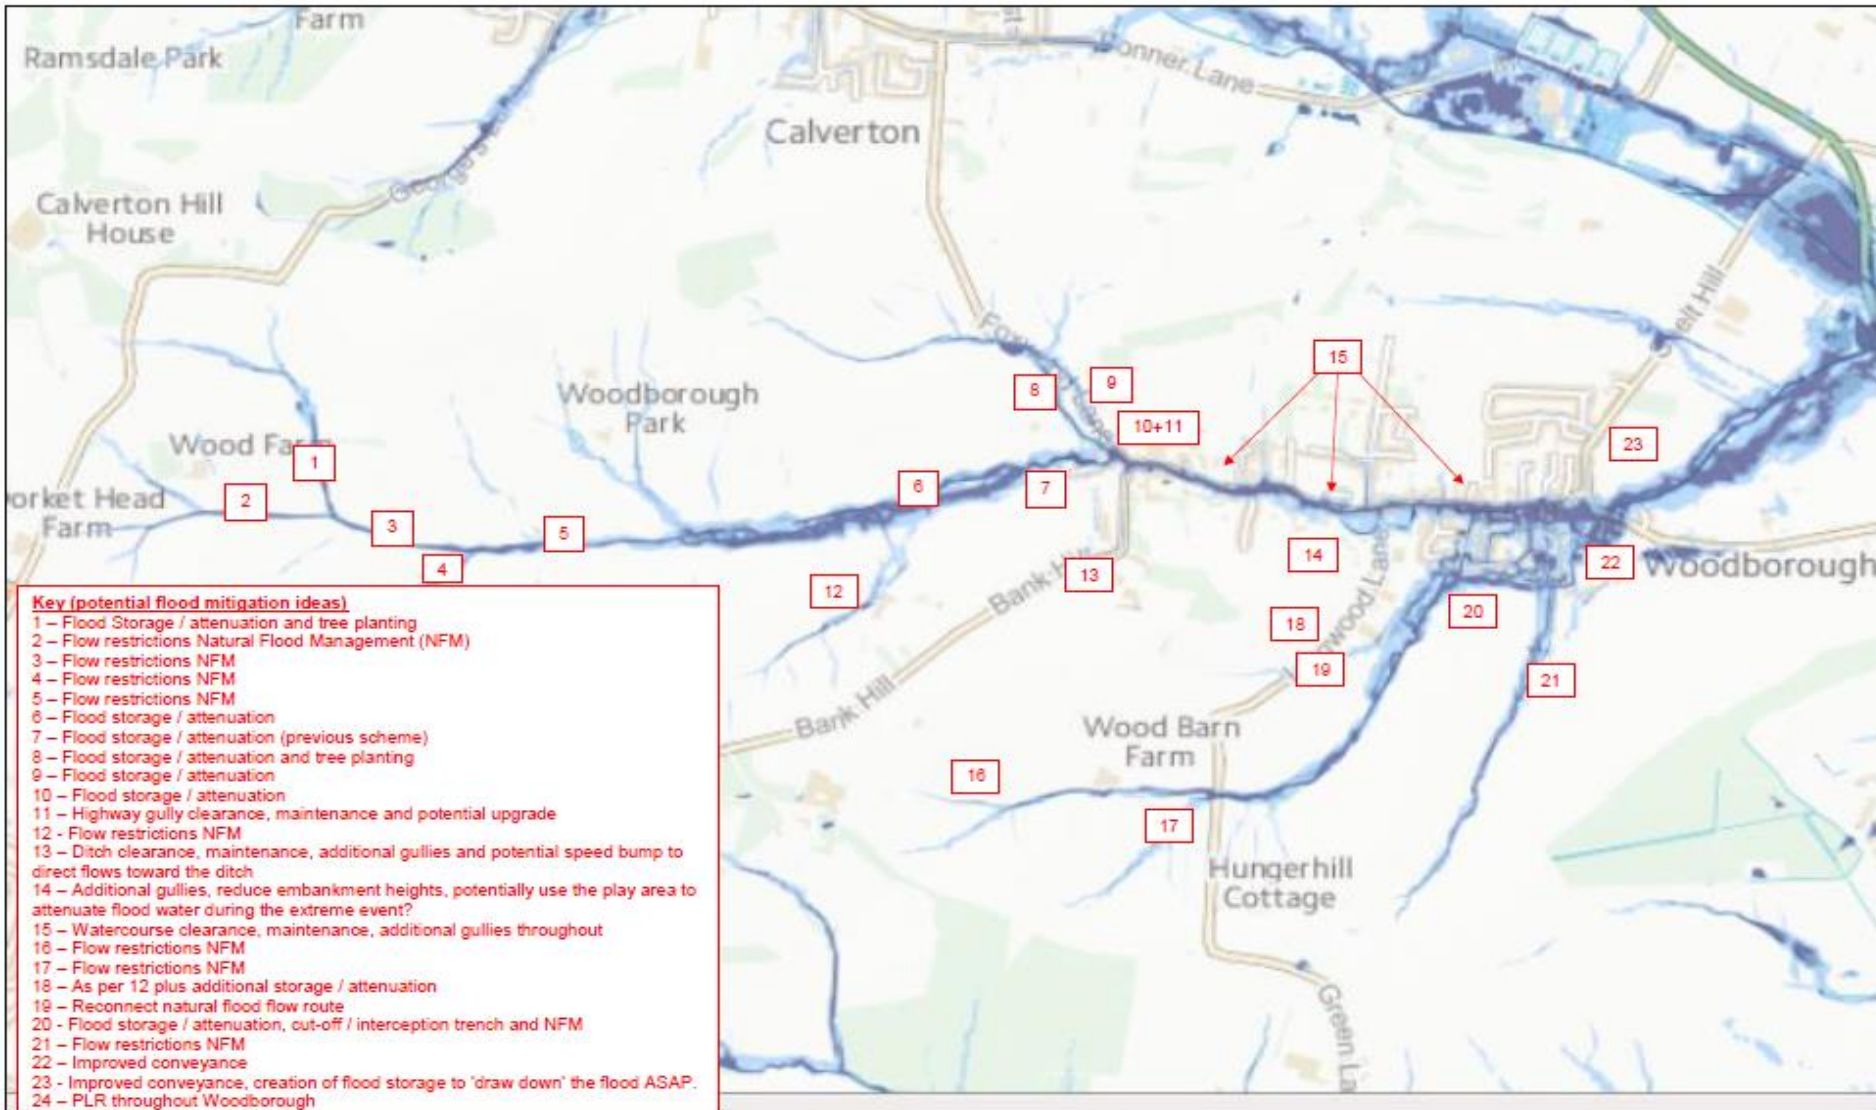 Farm
Ramsdale Park
Calverton
Bonner Lane
George's Lane
Calverton Hill
House
Woodborough
Park
Wood Farm
Dorket Head
Farm
Bank Hill
Bank Hill
Wood Barn
Farm
Hungerhill
Cottage
Woodborough
1
2
3
4
5
6
7
8
9
10+11
12
13
14
15
16
17
18
19
20
21
22
23
Key (potential flood mitigation ideas)
1 – Flood Storage / attenuation and tree planting
2 – Flow restrictions Natural Flood Management (NFM)
3 – Flow restrictions NFM
4 – Flow restrictions NFM
5 – Flow restrictions NFM
6 – Flood storage / attenuation
7 – Flood storage / attenuation (previous scheme)
8 – Flood storage / attenuation and tree planting
9 – Flood storage / attenuation
10 – Flood storage / attenuation
11 – Highway gully clearance, maintenance and potential upgrade
12 - Flow restrictions NFM
13 – Ditch clearance, maintenance, additional gullies and potential speed bump to
direct flows toward the ditch
14 – Additional gullies, reduce embankment heights, potentially use the play area to
attenuate flood water during the extreme event?
15 – Watercourse clearance, maintenance, additional gullies throughout
16 – Flow restrictions NFM
17 – Flow restrictions NFM
18 – As per 12 plus additional storage / attenuation
19 – Reconnect natural flood flow route
20 - Flood storage / attenuation, cut-off / interception trench and NFM
21 – Flow restrictions NFM
22 – Improved conveyance
23 - Improved conveyance, creation of flood storage to 'draw down' the flood ASAP.
24 – PLR throughout Woodborough